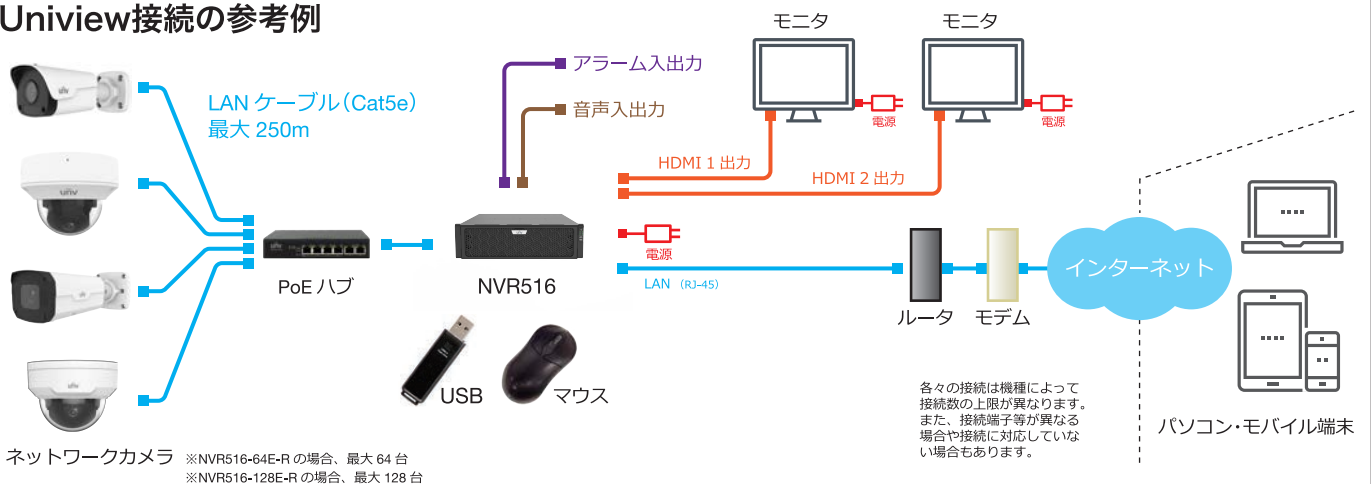 Uniview接続の参考例
モニタ
モニタ
アラーム入出力
音声入出力
LAN ケーブル(Cat5e)
最大 250m
電源
電源
HDMI 1 出力
HDMI 2 出力
unv
電源
LAN (RJ-45)
インターネット
PoE ハブ
NVR516
ルータ
モデム
USB
マウス
各々の接続は機種によって
接続数の上限が異なります。
また、接続端子等が異なる
場合や接続に対応していな
い場合もあります。
パソコン・モバイル端末
ネットワークカメラ
※NVR516-64E-R の場合、最大 64 台
※NVR516-128E-R の場合、最大 128 台